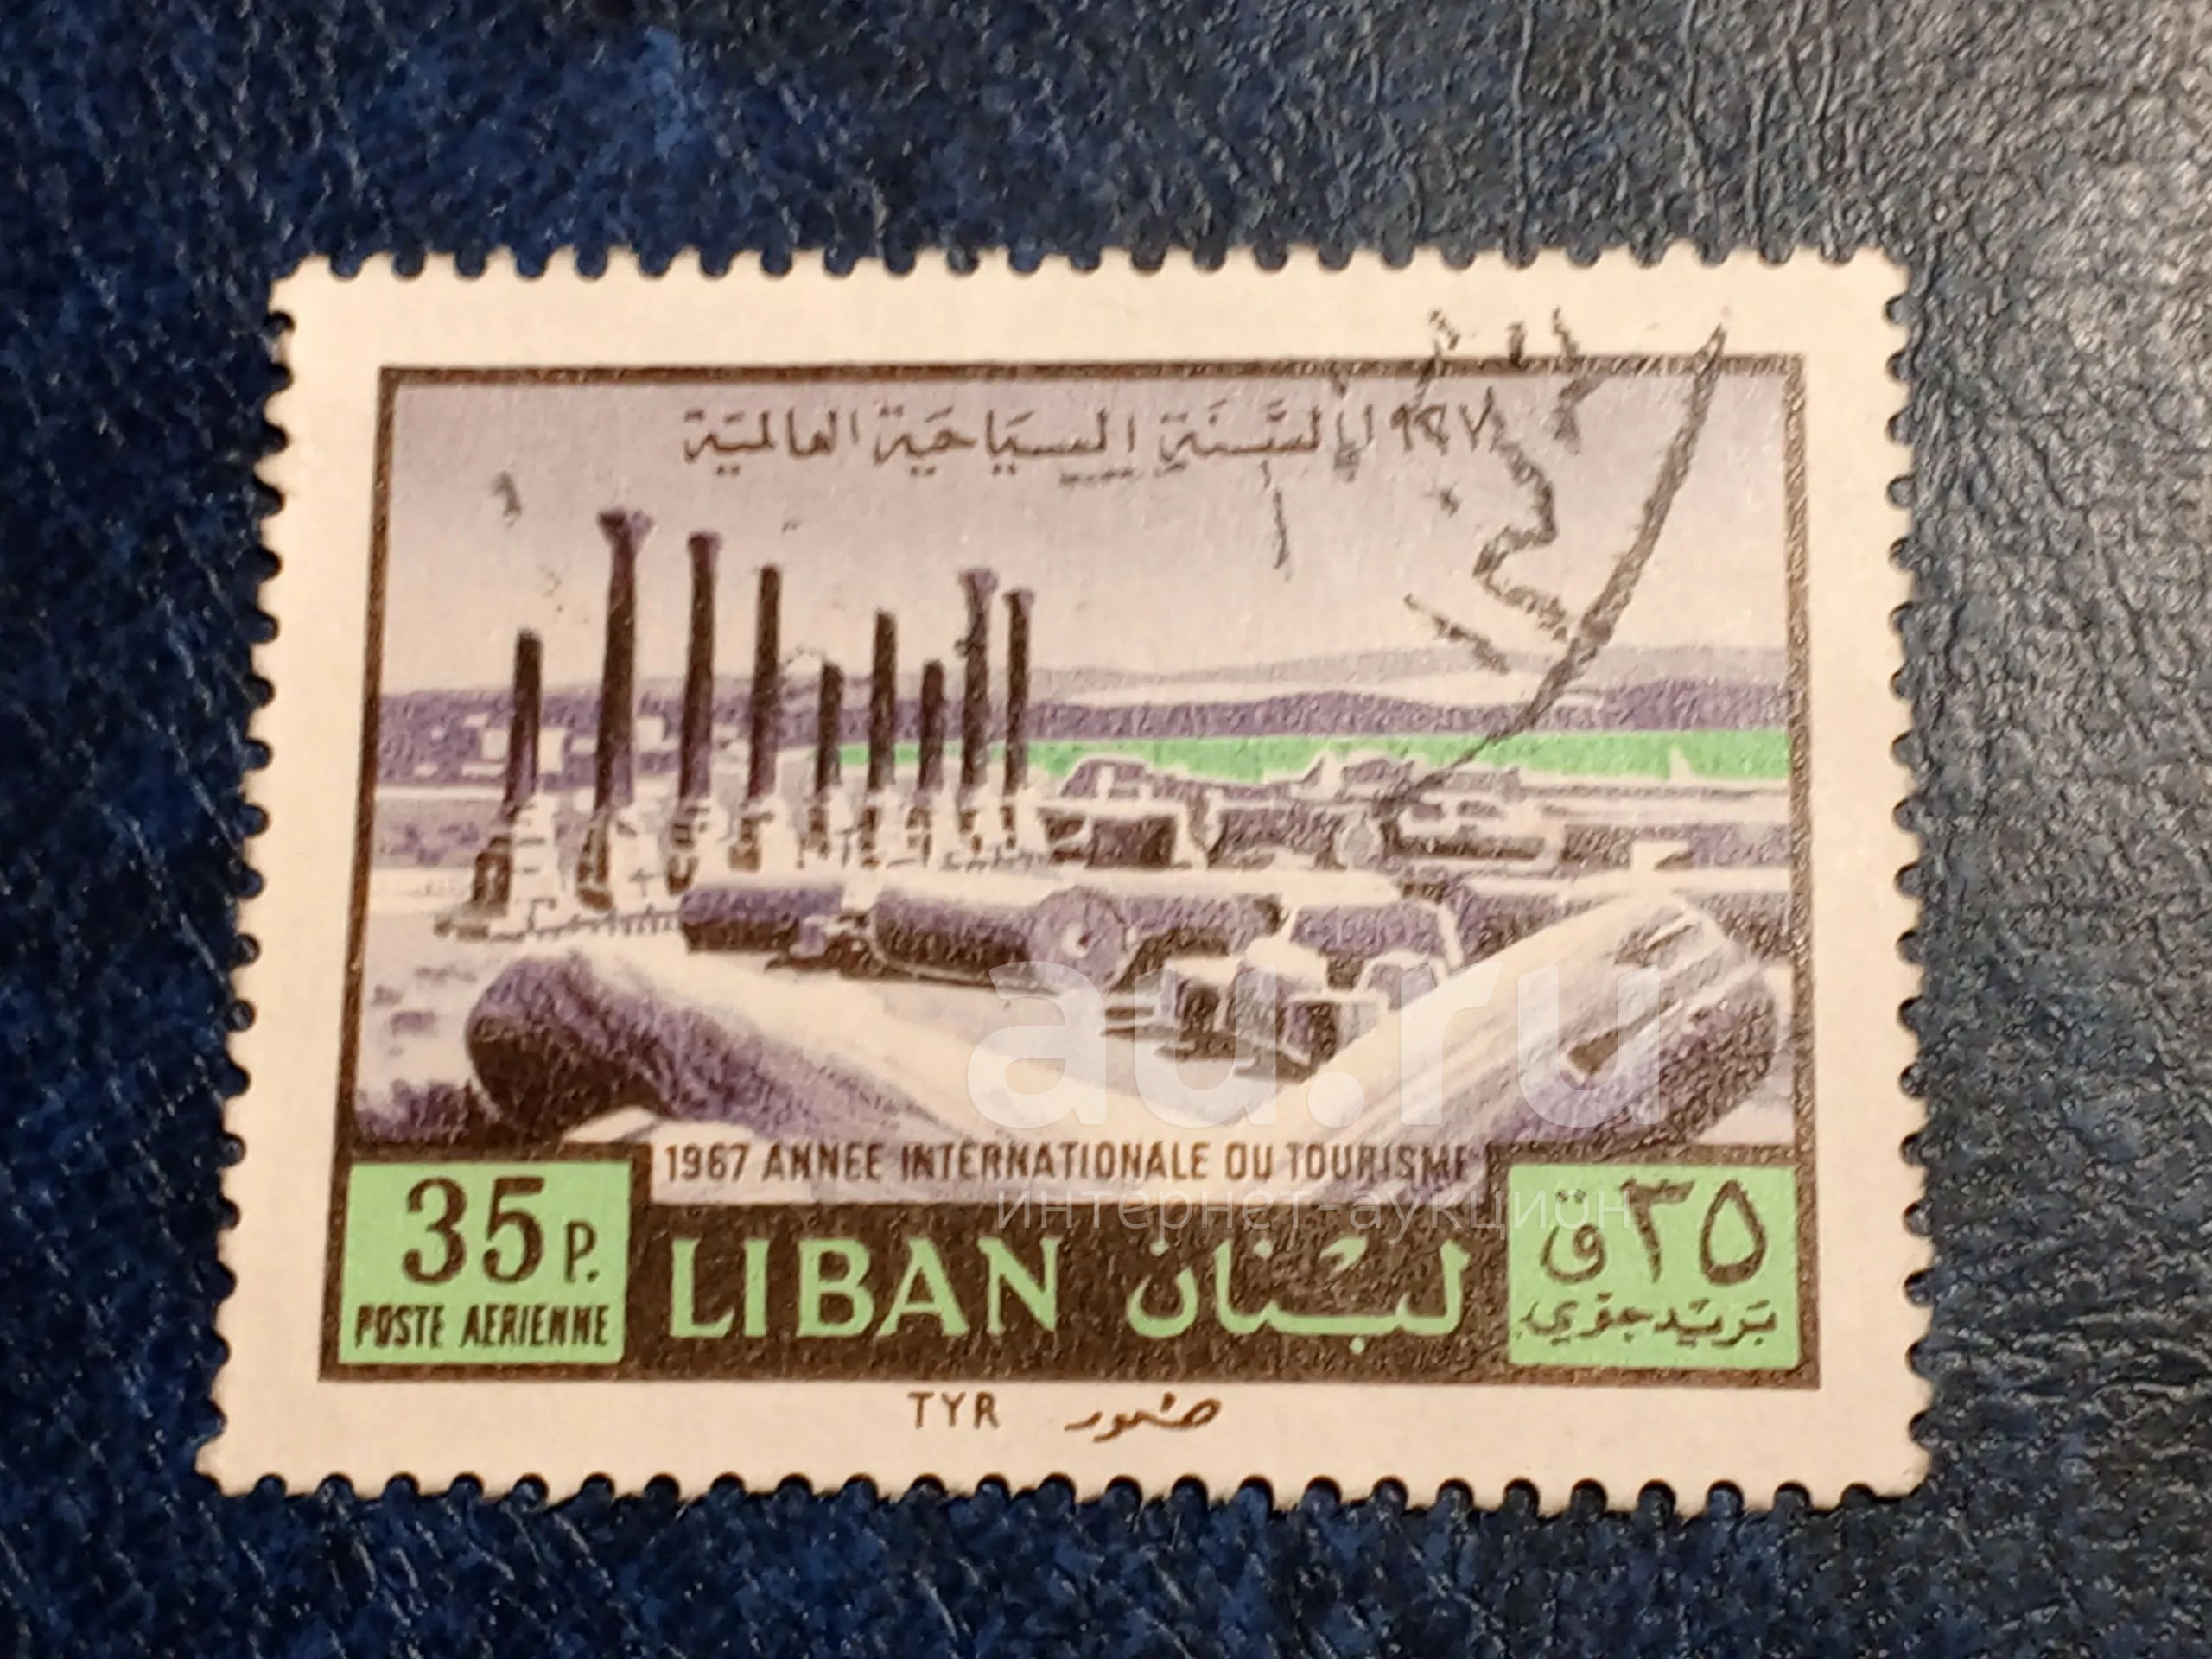 السنة السياحية العالمية ١٩٦٧
au.ru
1967 ANNEE INTERNATIONALE DU TOURISME
интернет-аукцион
35 P.
POSTE AERIENNE
LIBAN لبنان
٣٥ ق
بريد جوي
TYR صور